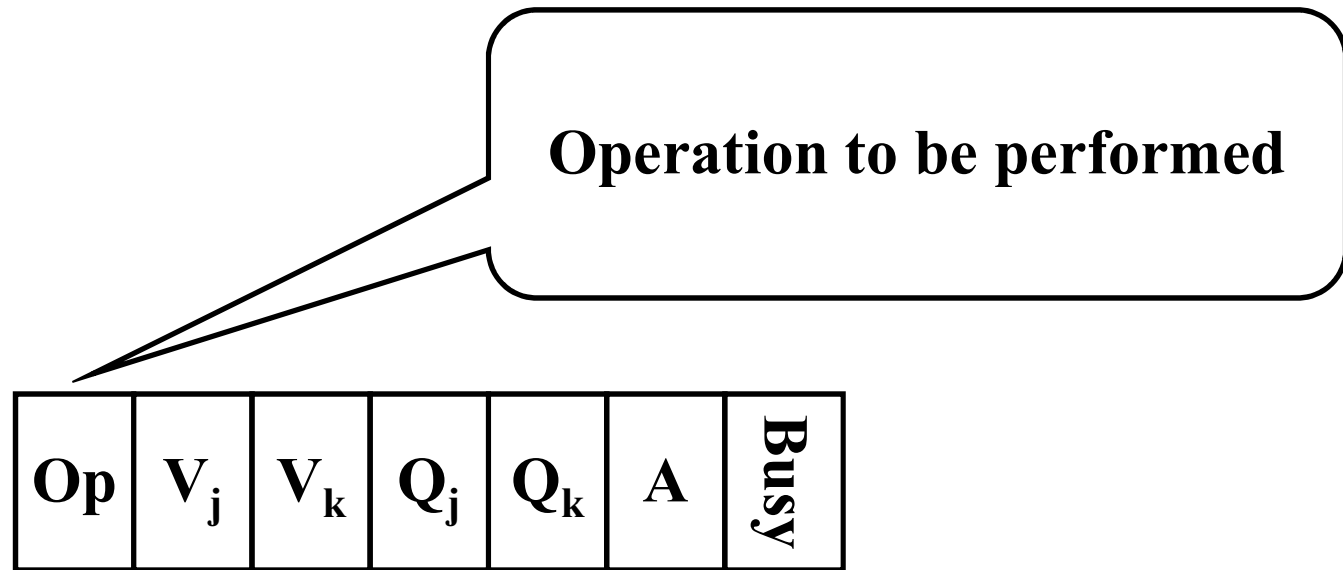 Operation to be performed
Op V_j V_k Q_j Q_k A Busy